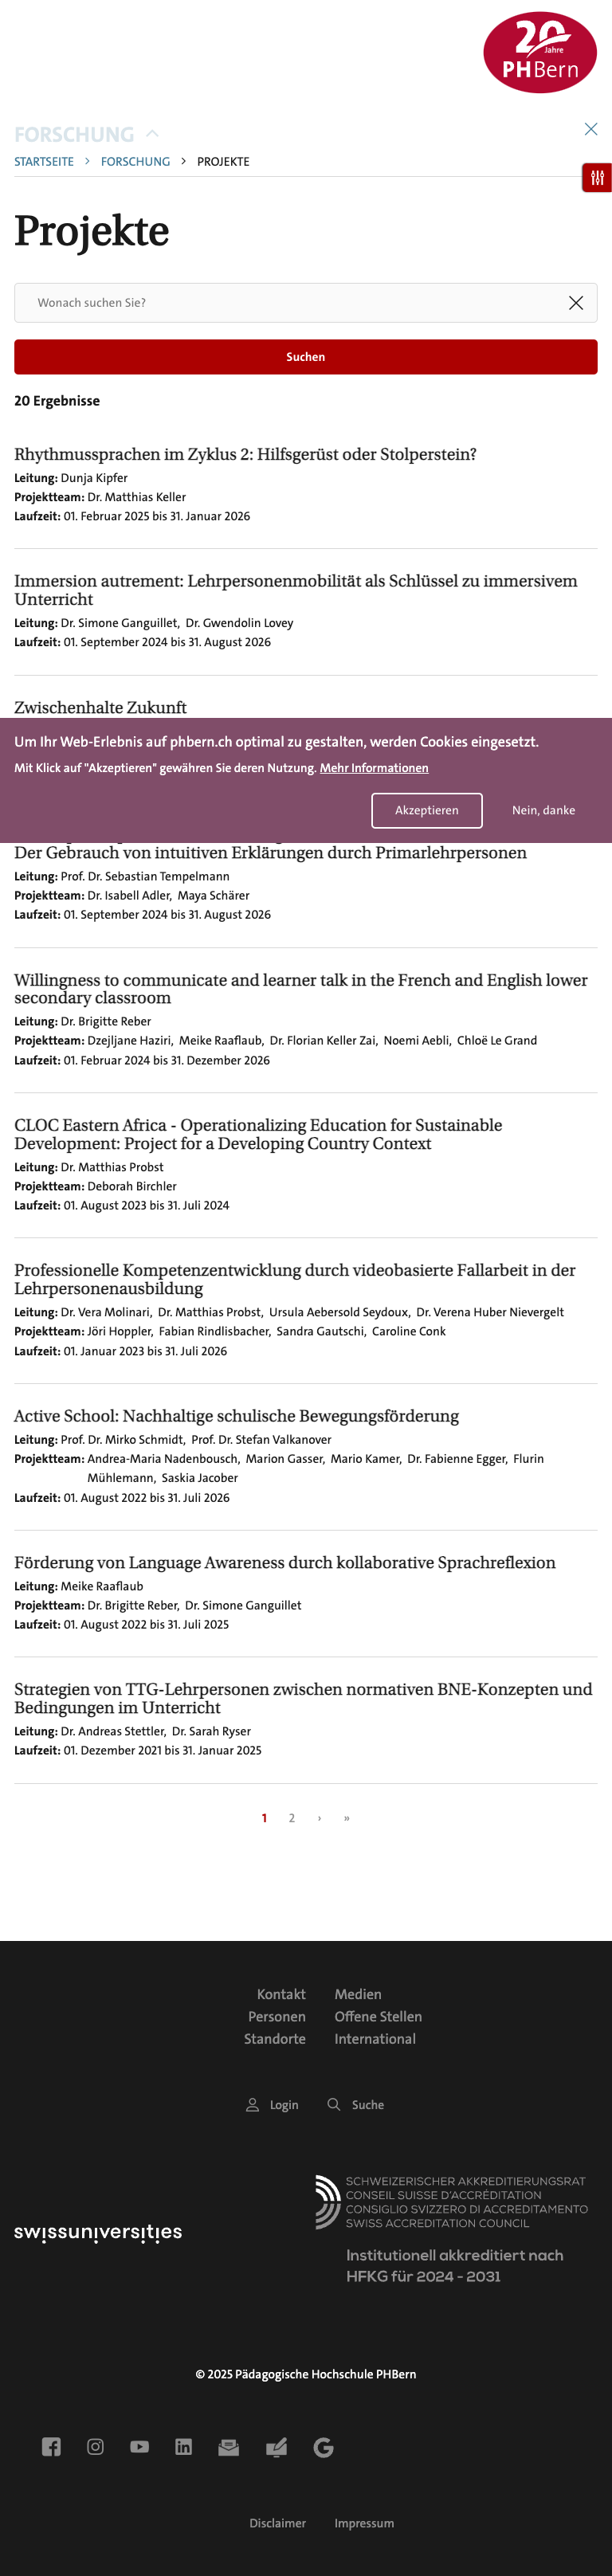 20
Jahre
PHBern
FORSCHUNG
STARTSEITE > FORSCHUNG > PROJEKTE
Projekte
Wonach suchen Sie?
Suchen
20 Ergebnisse
Rhythmussprachen im Zyklus 2: Hilfsgerüst oder Stolperstein?
Leitung: Dunja Kipfer
Projektteam: Dr. Matthias Keller
Laufzeit: 01. Februar 2025 bis 31. Januar 2026
Immersion autrement: Lehrpersonenmobilität als Schlüssel zu immersivem
Unterricht
Leitung: Dr. Simone Ganguillet, Dr. Gwendolin Lovey
Laufzeit: 01. September 2024 bis 31. August 2026
Zwischenhalte Zukunft
Um Ihr Web-Erlebnis auf phbern.ch optimal zu gestalten, werden Cookies eingesetzt.
Mit Klick auf "Akzeptieren" gewähren Sie deren Nutzung. Mehr Informationen
Akzeptieren
Nein, danke
Der Gebrauch von intuitiven Erklärungen durch Primarlehrpersonen
Leitung: Prof. Dr. Sebastian Tempelmann
Projektteam: Dr. Isabell Adler, Maya Schärer
Laufzeit: 01. September 2024 bis 31. August 2026
Willingness to communicate and learner talk in the French and English lower
secondary classroom
Leitung: Dr. Brigitte Reber
Projektteam: Dzejljane Haziri, Meike Raaflaub, Dr. Florian Keller Zai, Noemi Aebli, Chloë Le Grand
Laufzeit: 01. Februar 2024 bis 31. Dezember 2026
CLOC Eastern Africa - Operationalizing Education for Sustainable
Development: Project for a Developing Country Context
Leitung: Dr. Matthias Probst
Projektteam: Deborah Birchler
Laufzeit: 01. August 2023 bis 31. Juli 2024
Professionelle Kompetenzentwicklung durch videobasierte Fallarbeit in der
Lehrpersonenausbildung
Leitung: Dr. Vera Molinari, Dr. Matthias Probst, Ursula Aebersold Seydoux, Dr. Verena Huber Nievergelt
Projektteam: Jöri Hoppler, Fabian Rindlisbacher, Sandra Gautschi, Caroline Conk
Laufzeit: 01. Januar 2023 bis 31. Juli 2026
Active School: Nachhaltige schulische Bewegungsförderung
Leitung: Prof. Dr. Mirko Schmidt, Prof. Dr. Stefan Valkanover
Projektteam: Andrea-Maria Nadenbousch, Marion Gasser, Mario Kamer, Dr. Fabienne Egger, Flurin
Mühlemann, Saskia Jacober
Laufzeit: 01. August 2022 bis 31. Juli 2026
Förderung von Language Awareness durch kollaborative Sprachreflexion
Leitung: Meike Raaflaub
Projektteam: Dr. Brigitte Reber, Dr. Simone Ganguillet
Laufzeit: 01. August 2022 bis 31. Juli 2025
Strategien von TTG-Lehrpersonen zwischen normativen BNE-Konzepten und
Bedingungen im Unterricht
Leitung: Dr. Andreas Stettler, Dr. Sarah Ryser
Laufzeit: 01. Dezember 2021 bis 31. Januar 2025
1 2 › »
Kontakt
Personen
Standorte
Medien
Offene Stellen
International
Login
Suche
swissuniversities
SCHWEIZERISCHER AKKREDITIERUNGSRAT
CONSEIL SUISSE D'ACCRÉDITATION
CONSIGLIO SVIZZERO DI ACCREDITAMENTO
SWISS ACCREDITATION COUNCIL
Institutionell akkreditiert nach
HFKG für 2024 - 2031
© 2025 Pädagogische Hochschule PHBern
Disclaimer
Impressum